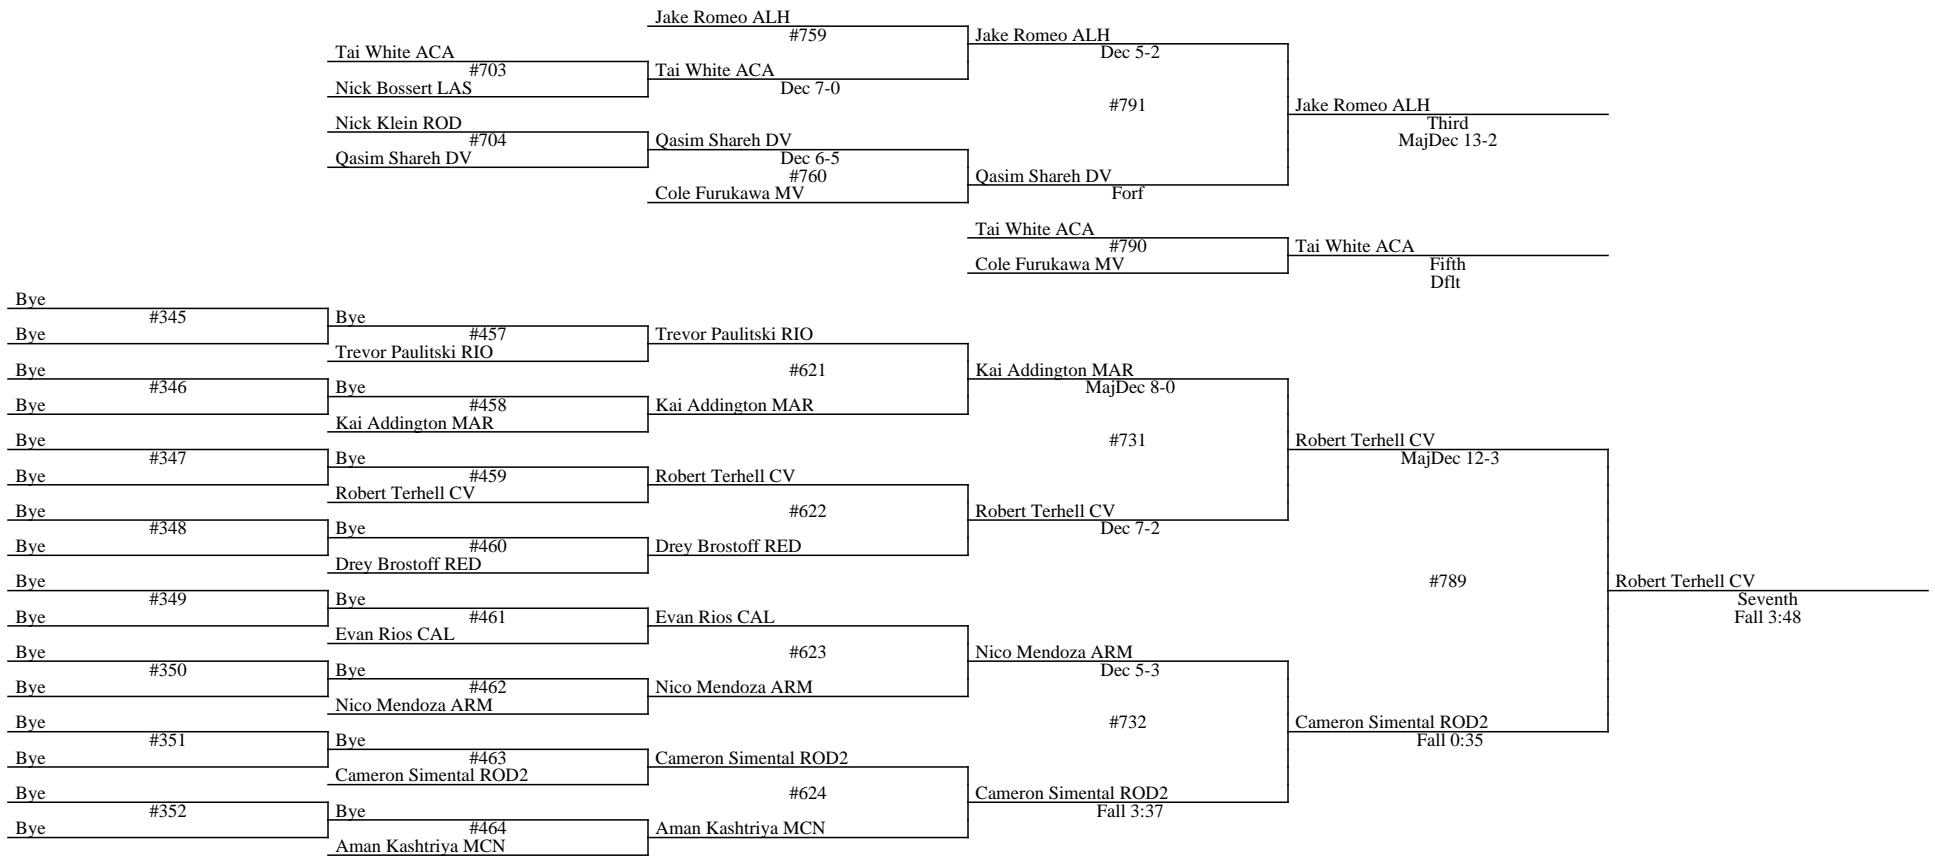 Jake Romeo ALH
#759
Jake Romeo ALH
Tai White ACA
Dec 5-2
#703
Tai White ACA
Nick Bossert LAS
Dec 7-0
#791
Jake Romeo ALH
Nick Klein ROD
Third
#704
Qasim Shareh DV
MajDec 13-2
Qasim Shareh DV
Dec 6-5
#760
Qasim Shareh DV
Cole Furukawa MV
Forf
Tai White ACA
#790
Tai White ACA
Cole Furukawa MV
Fifth
Dflt
Bye
#345
Bye
Bye
#457
Trevor Paulitski RIO
Trevor Paulitski RIO
Bye
#621
Kai Addington MAR
#346
Bye
MajDec 8-0
Bye
#458
Kai Addington MAR
Kai Addington MAR
Bye
#731
Robert Terhell CV
#347
Bye
MajDec 12-3
Bye
#459
Robert Terhell CV
Robert Terhell CV
Bye
#622
Robert Terhell CV
#348
Bye
Dec 7-2
Bye
#460
Drey Brostoff RED
Drey Brostoff RED
Bye
#789
Robert Terhell CV
#349
Bye
Seventh
Bye
#461
Evan Rios CAL
Fall 3:48
Evan Rios CAL
Bye
#623
Nico Mendoza ARM
#350
Bye
Dec 5-3
Bye
#462
Nico Mendoza ARM
Nico Mendoza ARM
Bye
#732
Cameron Simental ROD2
#351
Bye
Fall 0:35
Bye
#463
Cameron Simental ROD2
Cameron Simental ROD2
Bye
#624
Cameron Simental ROD2
#352
Bye
Fall 3:37
Bye
#464
Aman Kashtriya MCN
Aman Kashtriya MCN